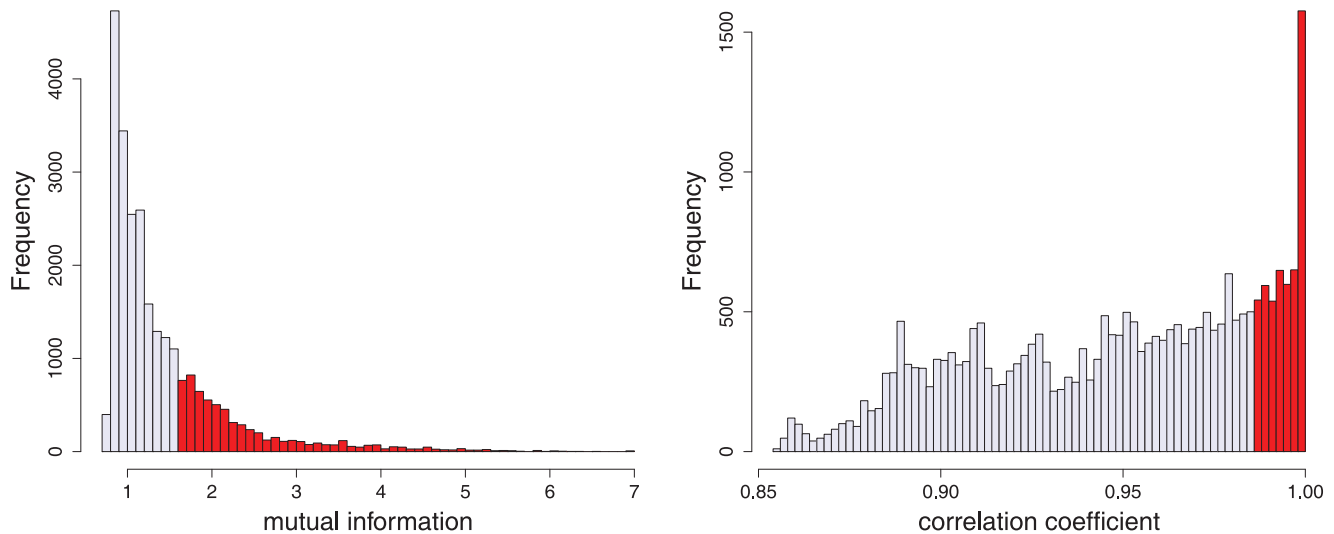 Frequency
0
1000
2000
3000
4000
1 2 3 4 5 6 7
mutual information
Frequency
0
500
1000
1500
0.85 0.90 0.95 1.00
correlation coefficient